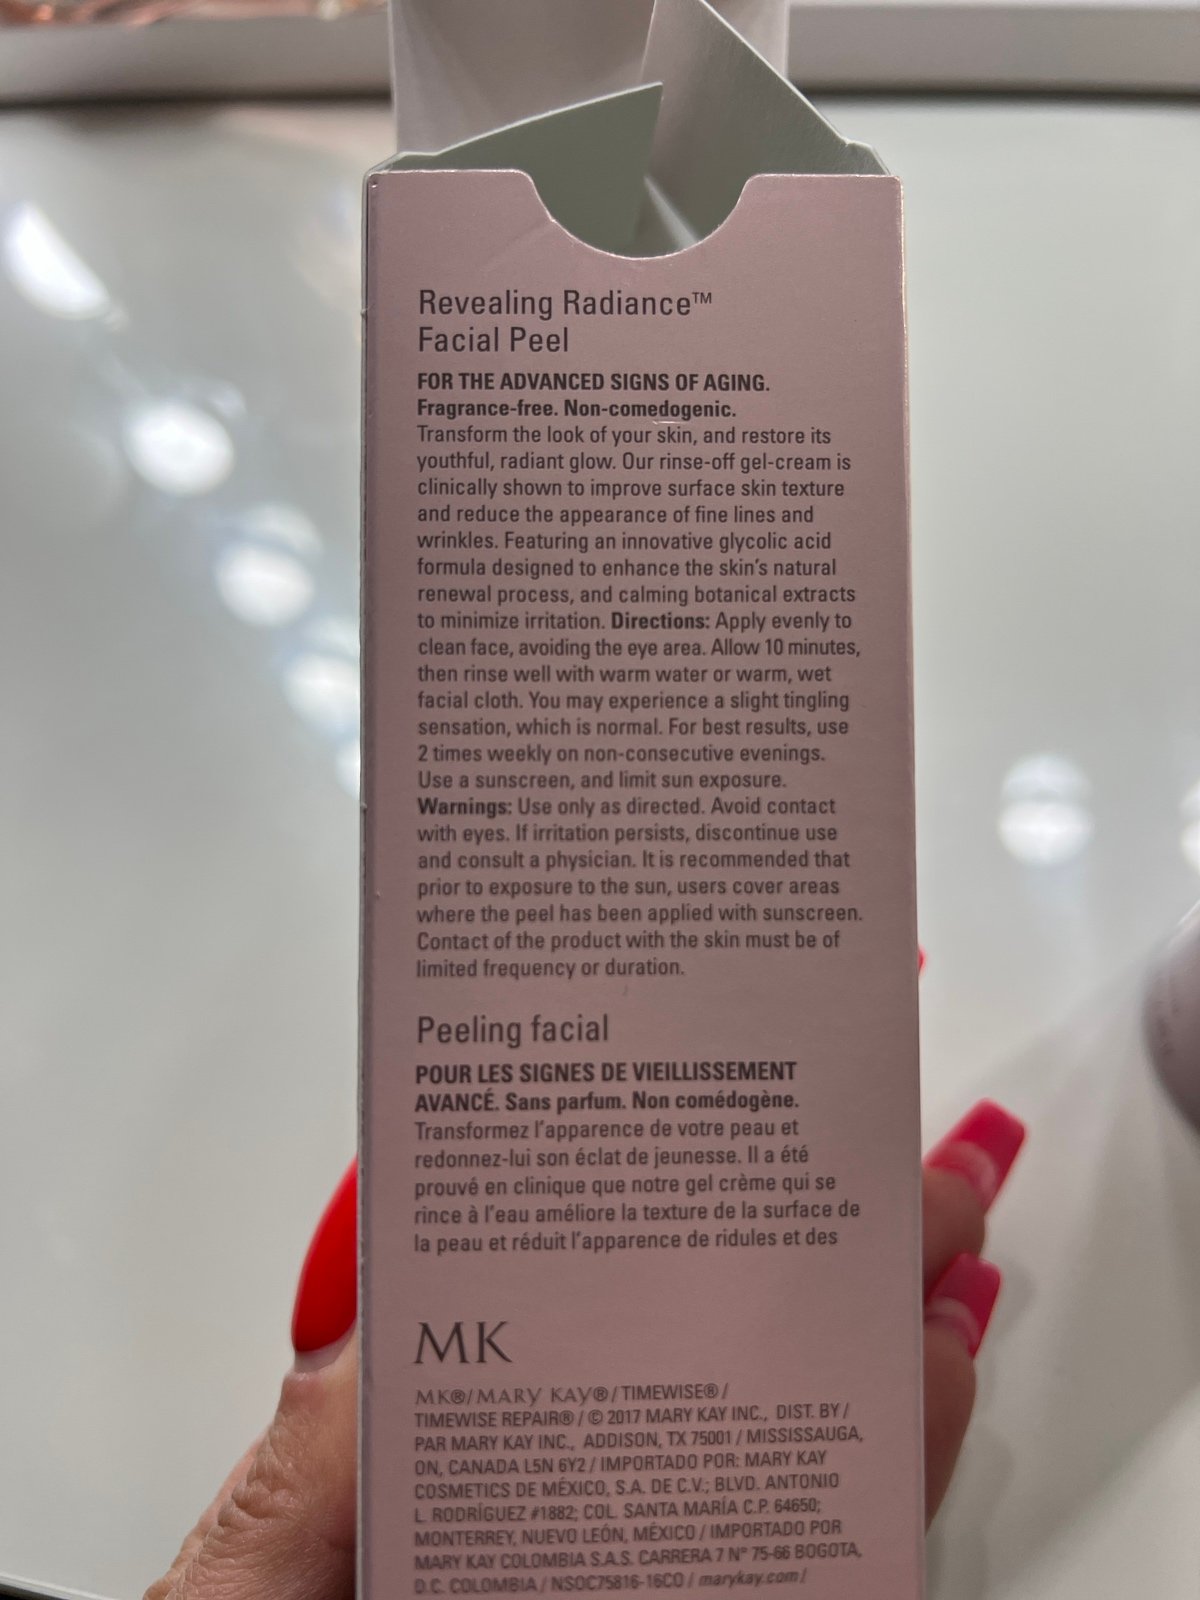 Revealing Radiance™
Facial Peel
FOR THE ADVANCED SIGNS OF AGING.
Fragrance-free. Non-comedogenic.
Transform the look of your skin, and restore its
youthful, radiant glow. Our rinse-off gel-cream is
clinically shown to improve surface skin texture
and reduce the appearance of fine lines and
wrinkles. Featuring an innovative glycolic acid
formula designed to enhance the skin's natural
renewal process, and calming botanical extracts
to minimize irritation. Directions: Apply evenly to
clean face, avoiding the eye area. Allow 10 minutes,
then rinse well with warm water or warm, wet
facial cloth. You may experience a slight tingling
sensation, which is normal. For best results, use
2 times weekly on non-consecutive evenings.
Use a sunscreen, and limit sun exposure.
Warnings: Use only as directed. Avoid contact
with eyes. If irritation persists, discontinue use
and consult a physician. It is recommended that
prior to exposure to the sun, users cover areas
where the peel has been applied with sunscreen.
Contact of the product with the skin must be of
limited frequency or duration.
Peeling facial
POUR LES SIGNES DE VIEILLISSEMENT
AVANCÉ. Sans parfum. Non comédogène.
Transformez l'apparence de votre peau et
redonnez-lui son éclat de jeunesse. Il a été
prouvé en clinique que notre gel crème qui se
rince à l'eau améliore la texture de la surface de
la peau et réduit l'apparence de ridules et des
MK
MK®/MARY KAY®/TIMEWISE®/
TIMEWISE REPAIR®/© 2017 MARY KAY INC., DIST. BY/
PAR MARY KAY INC., ADDISON, TX 75001 / MISSISSAUGA,
ON, CANADA L5N 6Y2 / IMPORTADO POR: MARY KAY
COSMETICS DE MÉXICO, S.A. DE C.V.; BLVD. ANTONIO
L. RODRÍGUEZ #1882; COL. SANTA MARÍA C.P. 64650;
MONTERREY, NUEVO LEÓN, MÉXICO / IMPORTADO POR
MARY KAY COLOMBIA S.A.S. CARRERA 7 N° 75-66 BOGOTA,
D.C. COLOMBIA / NSOC75816-16CO / marykay.com/